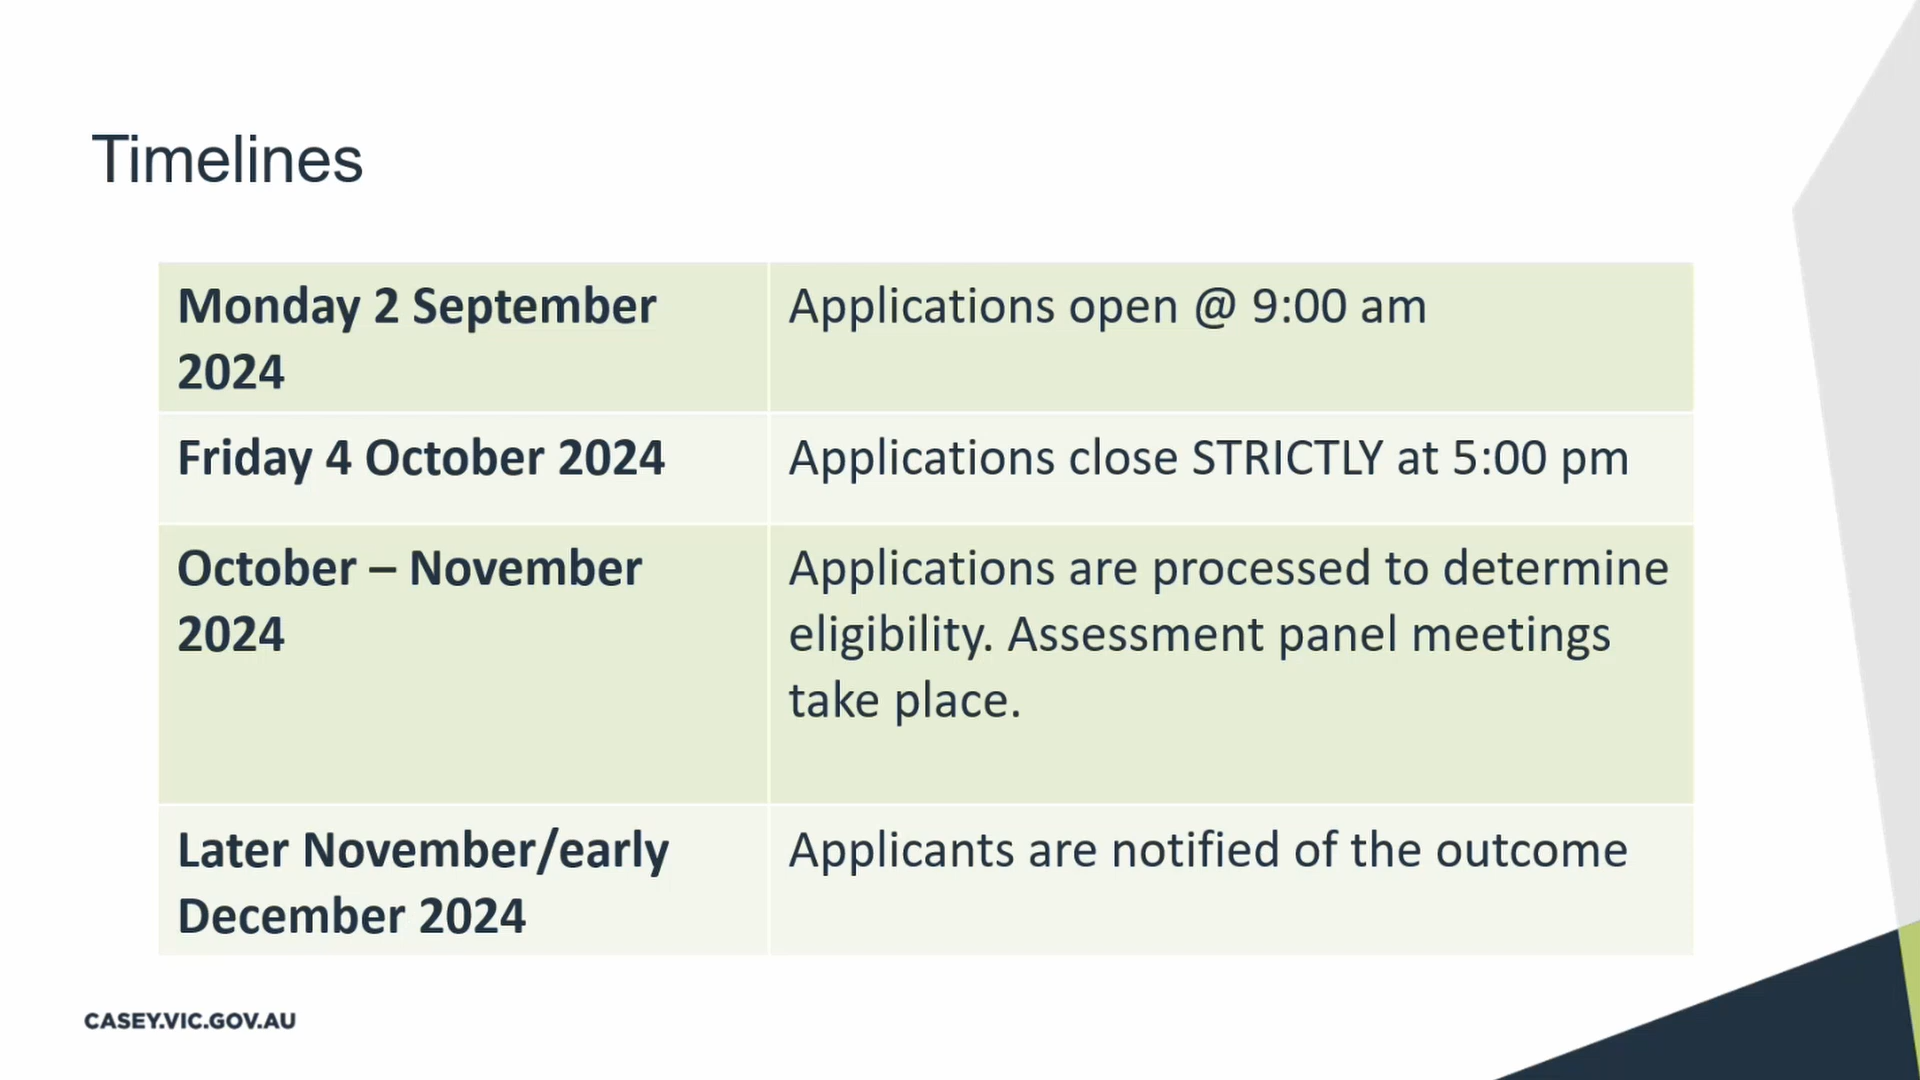 Timelines
Monday 2 September
2024
Applications open @ 9:00 am
Friday 4 October 2024
Applications close STRICTLY at 5:00 pm
October – November
2024
Applications are processed to determine
eligibility. Assessment panel meetings
take place.
Later November/early
December 2024
Applicants are notified of the outcome
CASEY.VIC.GOV.AU